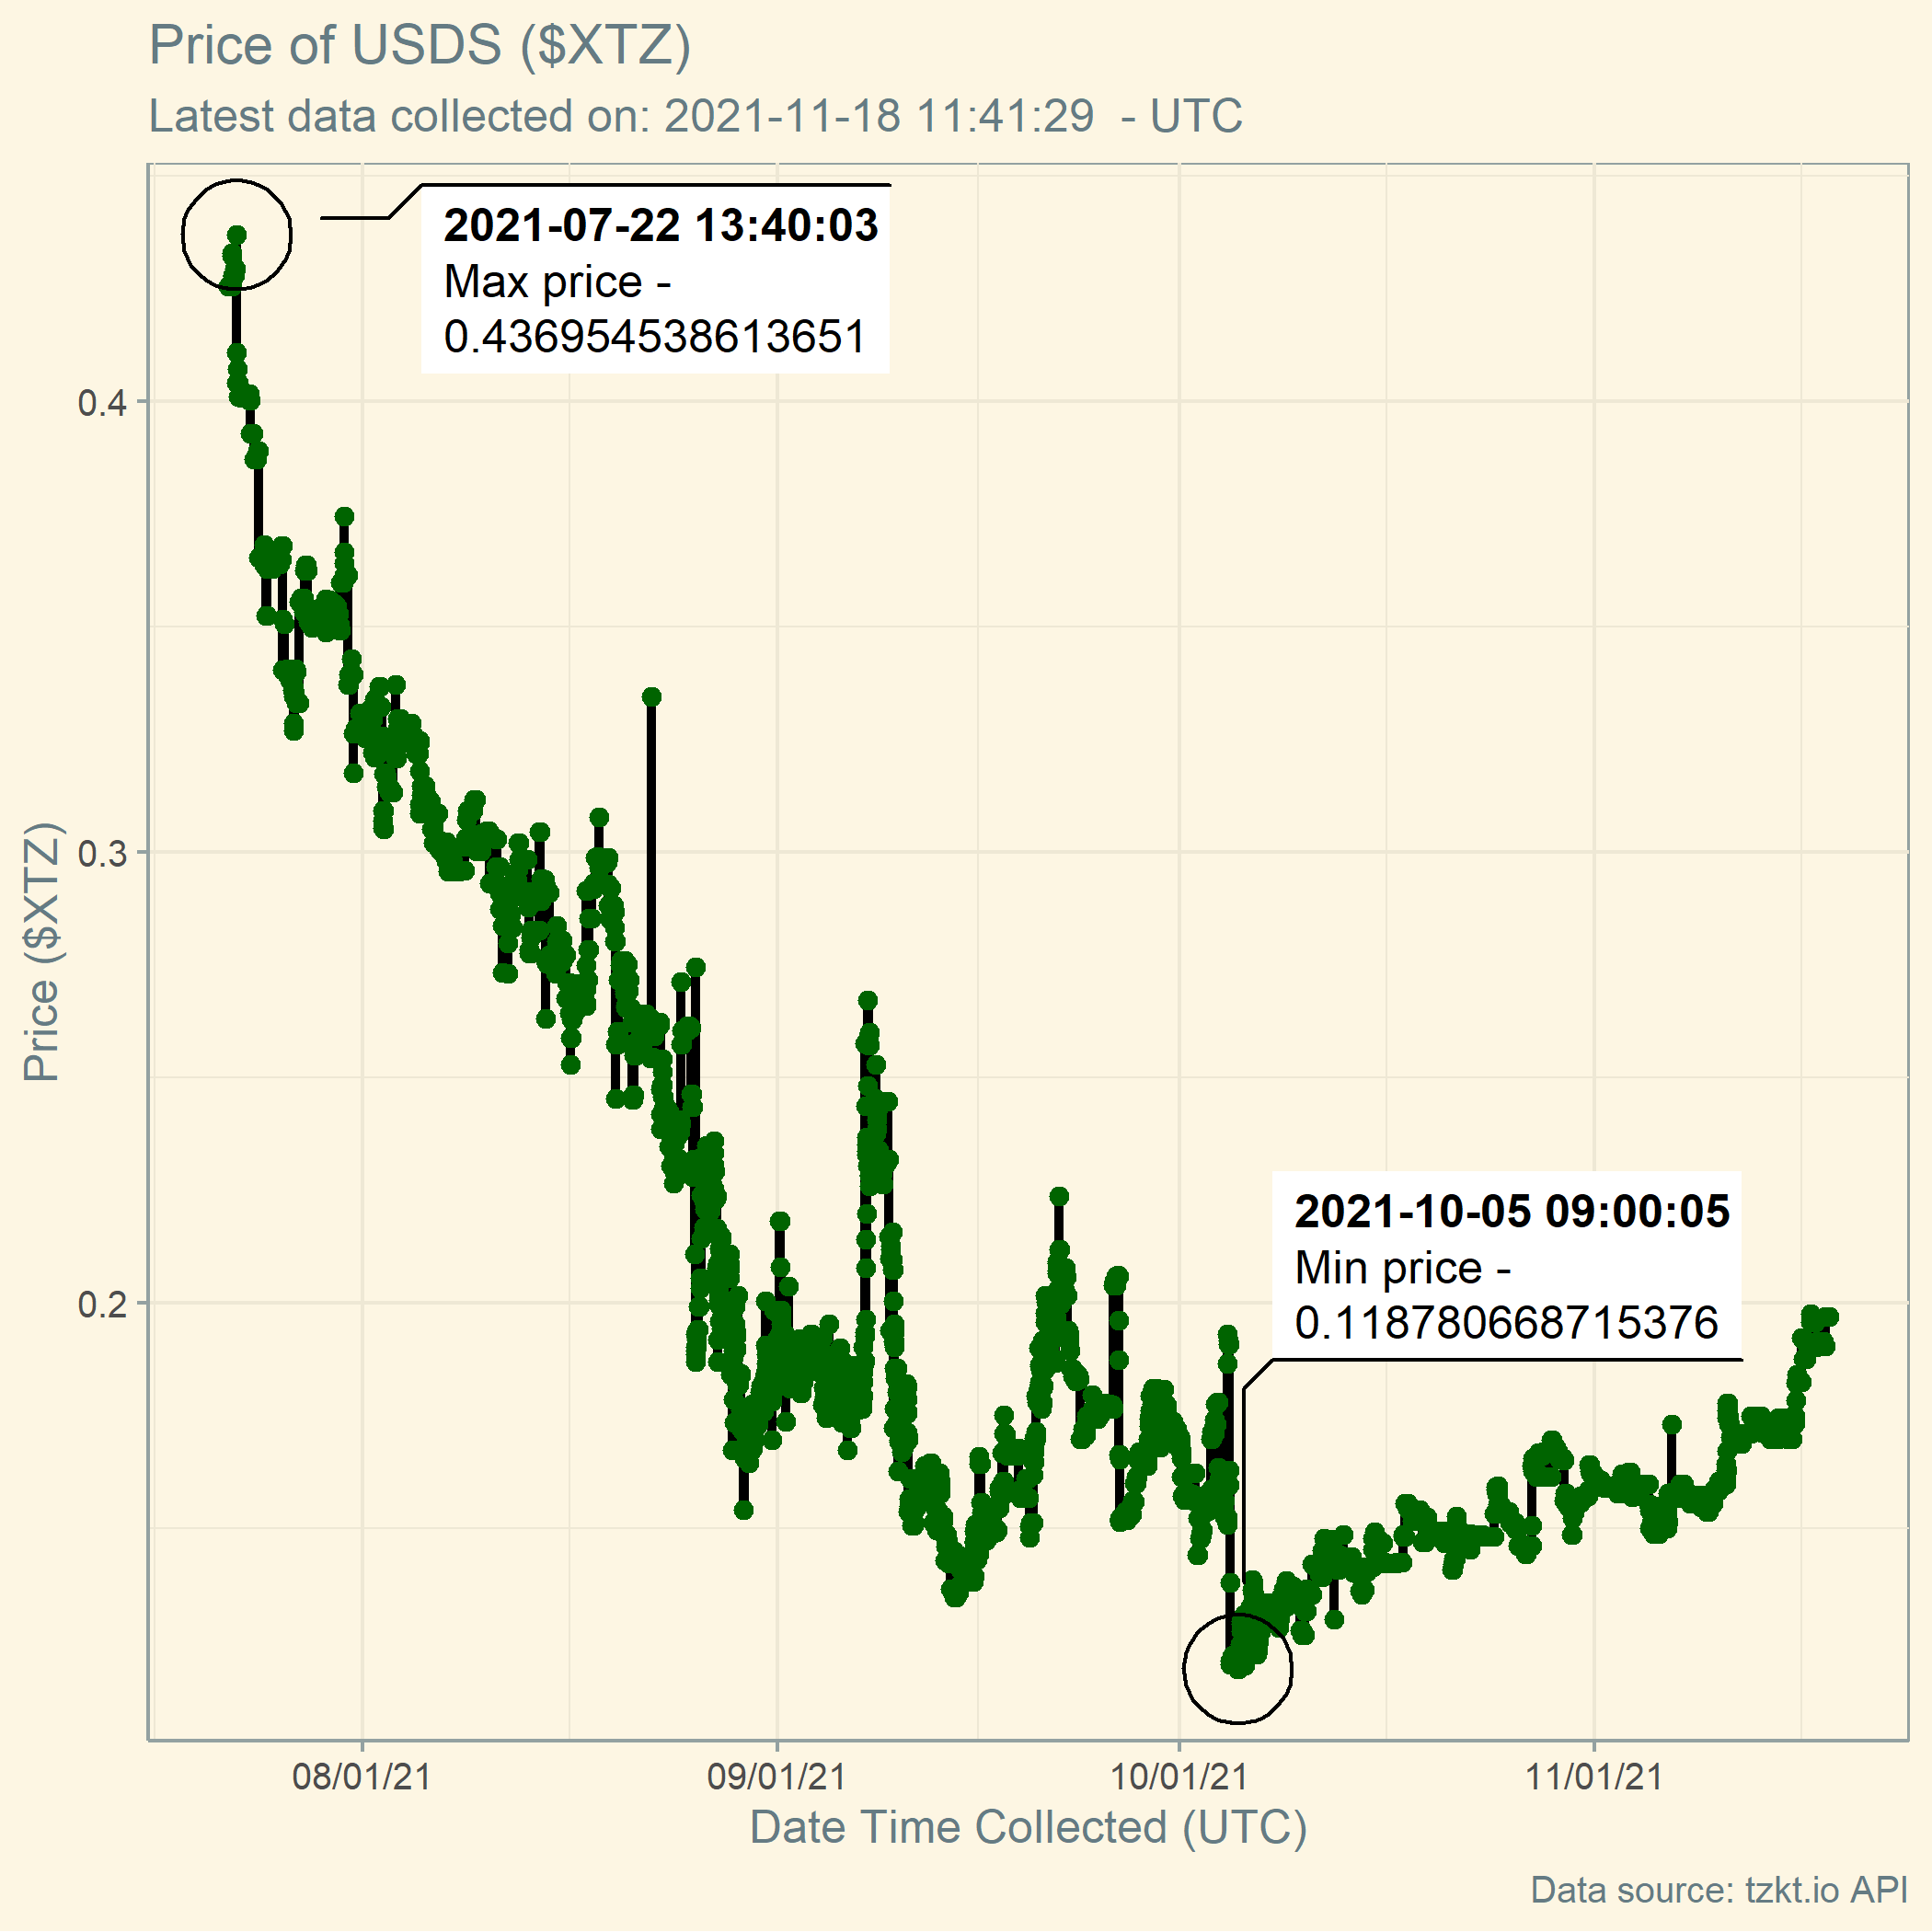 Price of USDS ($XTZ)
Latest data collected on: 2021-11-18 11:41:29  - UTC
2021-07-22 13:40:03
Max price -
0.436954538613651
0.4
0.3
0.2
Price ($XTZ)
2021-10-05 09:00:05
Min price -
0.118780668715376
08/01/21
09/01/21
10/01/21
11/01/21
Date Time Collected (UTC)
Data source: tzkt.io API